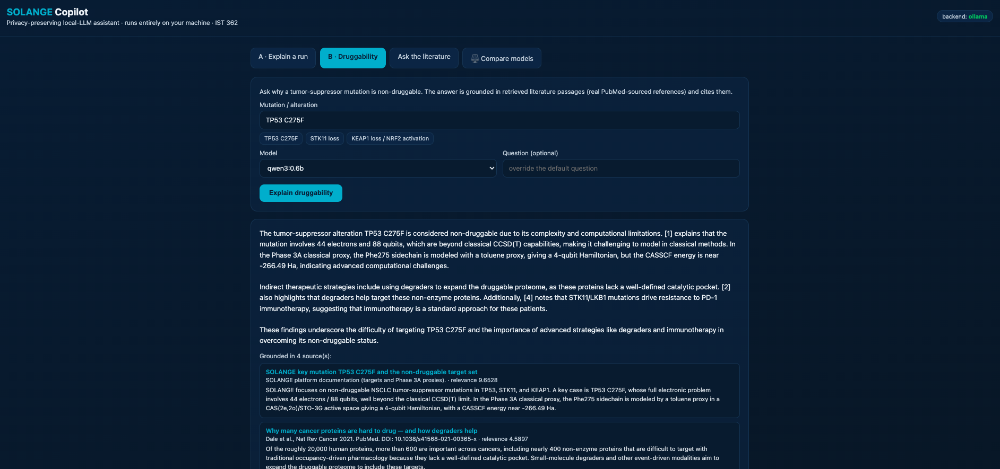 SOLANGE Copilot
Privacy-preserving local-LLM assistant · runs entirely on your machine · IST 362
backend: ollama
A · Explain a run
B · Druggability
Ask the literature
Compare models
Ask why a tumor-suppressor mutation is non-druggable. The answer is grounded in retrieved literature passages (real PubMed-sourced references) and cites them.
Mutation / alteration
TP53 C275F
TP53 C275F
STK11 loss
KEAP1 loss / NRF2 activation
Model
Question (optional)
qwen3:0.6b
override the default question
Explain druggability
The tumor-suppressor alteration TP53 C275F is considered non-druggable due to its complexity and computational limitations. [1] explains that the
mutation involves 44 electrons and 88 qubits, which are beyond classical CCSD(T) capabilities, making it challenging to model in classical methods. In
the Phase 3A classical proxy, the Phe275 sidechain is modeled with a toluene proxy, giving a 4-qubit Hamiltonian, but the CASSCF energy is near
-266.49 Ha, indicating advanced computational challenges.
Indirect therapeutic strategies include using degraders to expand the druggable proteome, as these proteins lack a well-defined catalytic pocket. [2]
also highlights that degraders help target these non-enzyme proteins. Additionally, [4] notes that STK11/LKB1 mutations drive resistance to PD-1
immunotherapy, suggesting that immunotherapy is a standard approach for these patients.
These findings underscore the difficulty of targeting TP53 C275F and the importance of advanced strategies like degraders and immunotherapy in
overcoming its non-druggable status.
Grounded in 4 source(s):
SOLANGE key mutation TP53 C275F and the non-druggable target set
SOLANGE platform documentation (targets and Phase 3A proxies). · relevance 9.6528
SOLANGE focuses on non-druggable NSCLC tumor-suppressor mutations in TP53, STK11, and KEAP1. A key case is TP53 C275F, whose full electronic problem
involves 44 electrons / 88 qubits, well beyond the classical CCSD(T) limit. In the Phase 3A classical proxy, the Phe275 sidechain is modeled by a toluene proxy in a
CAS(2e,2o)/STO-3G active space giving a 4-qubit Hamiltonian, with a CASSCF energy near -266.49 Ha.
Why many cancer proteins are hard to drug — and how degraders help
Dale et al., Nat Rev Cancer 2021. PubMed. DOI: 10.1038/s41568-021-00365-x · relevance 4.5897
Of the roughly 20,000 human proteins, more than 600 are important across cancers, including nearly 400 non-enzyme proteins that are difficult to target with
traditional occupancy-driven pharmacology because they lack a well-defined catalytic pocket. Small-molecule degraders and other event-driven modalities aim to
expand the druggable proteome to include these targets.